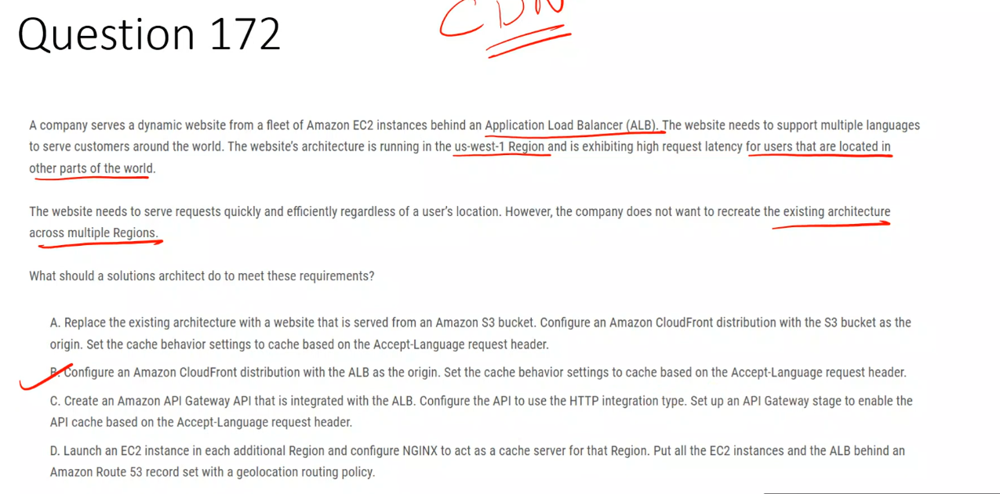 CDN
Question 172
A company serves a dynamic website from a fleet of Amazon EC2 instances behind an Application Load Balancer (ALB). The website needs to support multiple languages
to serve customers around the world. The website's architecture is running in the us-west-1 Region and is exhibiting high request latency for users that are located in
other parts of the world.
The website needs to serve requests quickly and efficiently regardless of a user's location. However, the company does not want to recreate the existing architecture
across multiple Regions.
What should a solutions architect do to meet these requirements?
A. Replace the existing architecture with a website that is served from an Amazon S3 bucket. Configure an Amazon CloudFront distribution with the S3 bucket as the
origin. Set the cache behavior settings to cache based on the Accept-Language request header.
B. Configure an Amazon CloudFront distribution with the ALB as the origin. Set the cache behavior settings to cache based on the Accept-Language request header.
C. Create an Amazon API Gateway API that is integrated with the ALB. Configure the API to use the HTTP integration type. Set up an API Gateway stage to enable the
API cache based on the Accept-Language request header.
D. Launch an EC2 instance in each additional Region and configure NGINX to act as a cache server for that Region. Put all the EC2 instances and the ALB behind an
Amazon Route 53 record set with a geolocation routing policy.